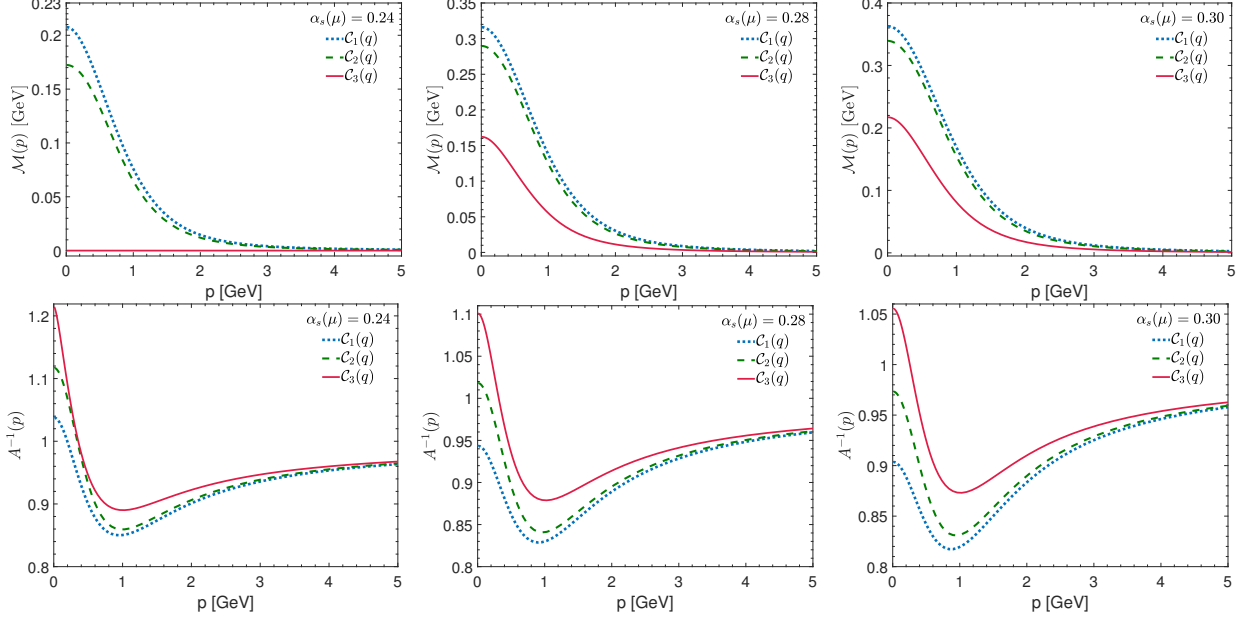 α_s(μ) = 0.24
C₁(q)
C₂(q)
C₃(q)
M(p) [GeV]
0.23
0.2
0.15
0.1
0.05
0
0 1 2 3 4 5
p [GeV]
α_s(μ) = 0.28
C₁(q)
C₂(q)
C₃(q)
M(p) [GeV]
0.35
0.3
0.25
0.2
0.15
0.1
0.05
0
0 1 2 3 4 5
p [GeV]
α_s(μ) = 0.30
C₁(q)
C₂(q)
C₃(q)
M(p) [GeV]
0.4
0.3
0.2
0.1
0
0 1 2 3 4 5
p [GeV]
α_s(μ) = 0.24
C₁(q)
C₂(q)
C₃(q)
A⁻¹(p)
1.2
1.1
1
0.9
0.8
0 1 2 3 4 5
p [GeV]
α_s(μ) = 0.28
C₁(q)
C₂(q)
C₃(q)
A⁻¹(p)
1.1
1.05
1
0.95
0.9
0.85
0.8
0 1 2 3 4 5
p [GeV]
α_s(μ) = 0.30
C₁(q)
C₂(q)
C₃(q)
A⁻¹(p)
1.05
1
0.95
0.9
0.85
0.8
0 1 2 3 4 5
p [GeV]